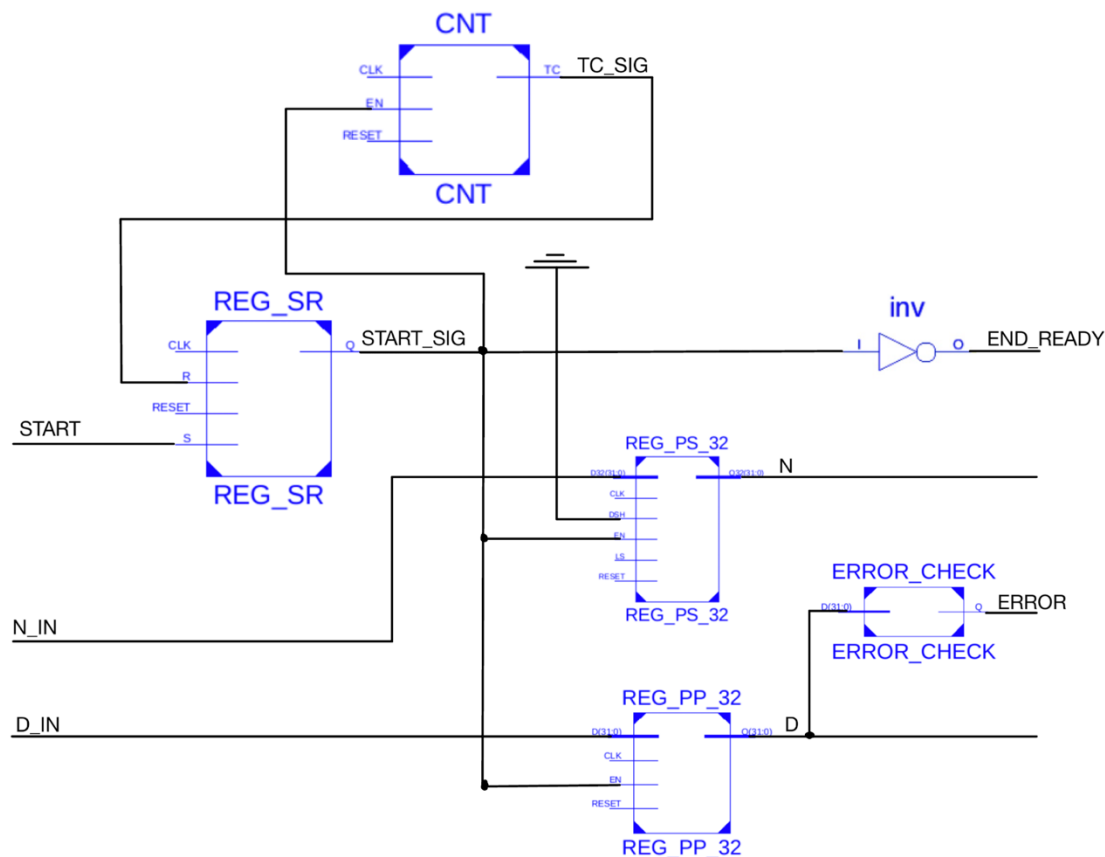 CNT
CLK
TC
TC_SIG
EN
RESET
CNT
REG_SR
CLK
Q
START_SIG
R
RESET
START
S
REG_SR
inv
I
O
END_READY
REG_PS_32
D32(31:0)
O32(31:0)
N
CLK
DSH
EN
LS
RESET
REG_PS_32
N_IN
ERROR_CHECK
D(31:0)
Q
ERROR
ERROR_CHECK
REG_PP_32
D_IN
D(31:0)
O(31:0)
D
CLK
EN
RESET
REG_PP_32